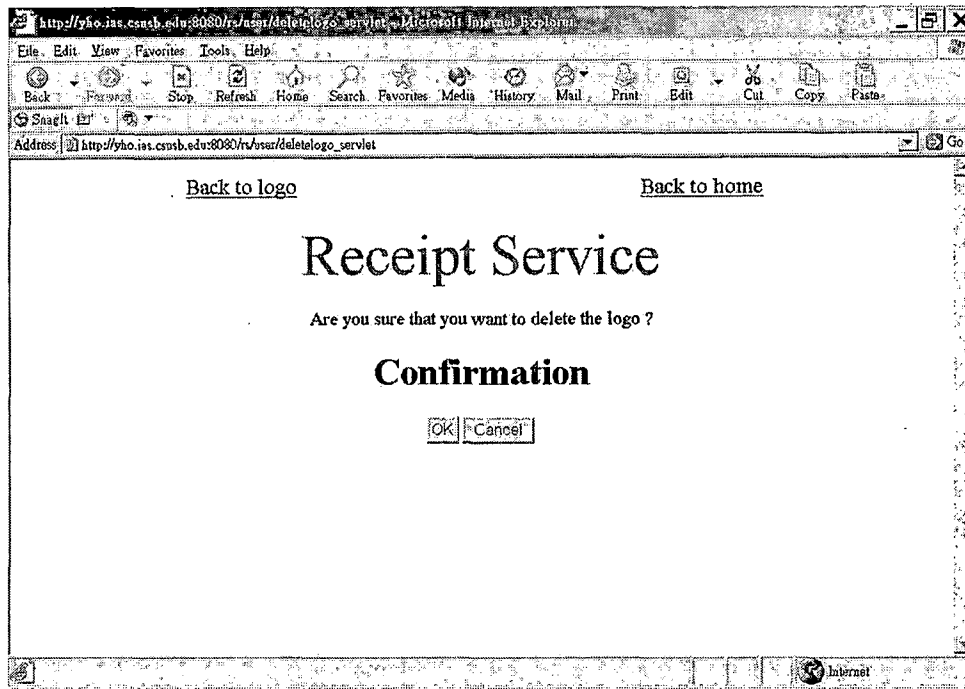 http://yho.ias.csusb.edu:8080/rs/user/deletelogo_servlet - Microsoft Internet Explorer
File Edit View Favorites Tools Help
Back Forward Stop Refresh Home Search Favorites Media History Mail Print Edit Cut Copy Paste
SnagIt
Address http://yho.ias.csusb.edu:8080/rs/user/deletelogo_servlet Go
Back to logo Back to home
Receipt Service
Are you sure that you want to delete the logo ?
Confirmation
OK Cancel
Internet